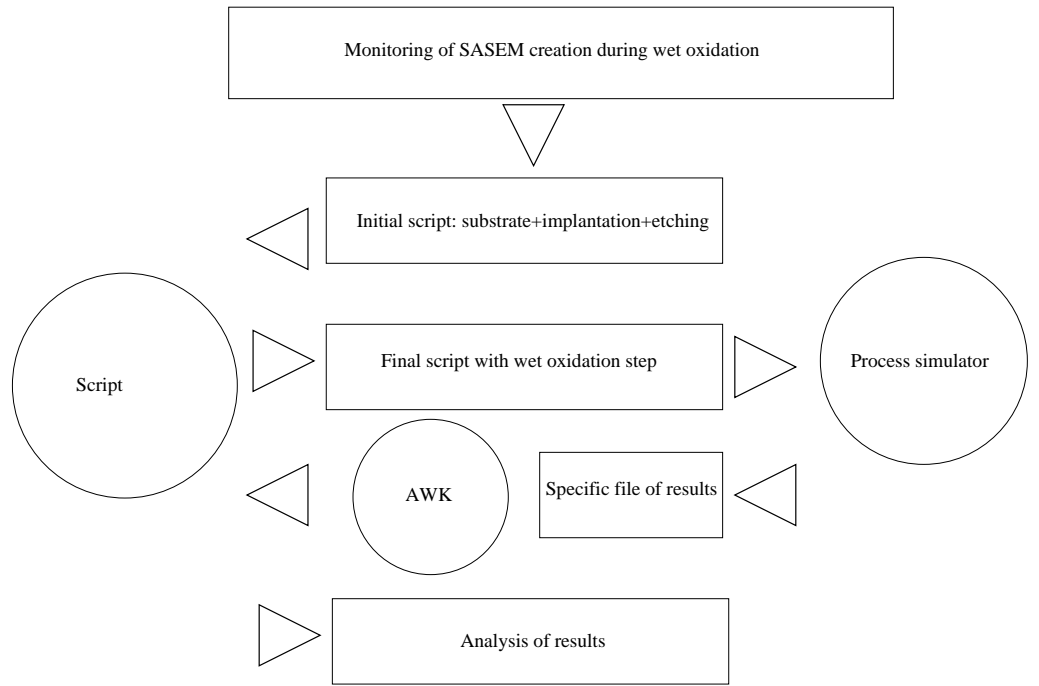 Monitoring of SASEM creation during wet oxidation
Initial script: substrate+implantation+etching
Final script with wet oxidation step
Process simulator
Script
AWK
Specific file of results
Analysis of results